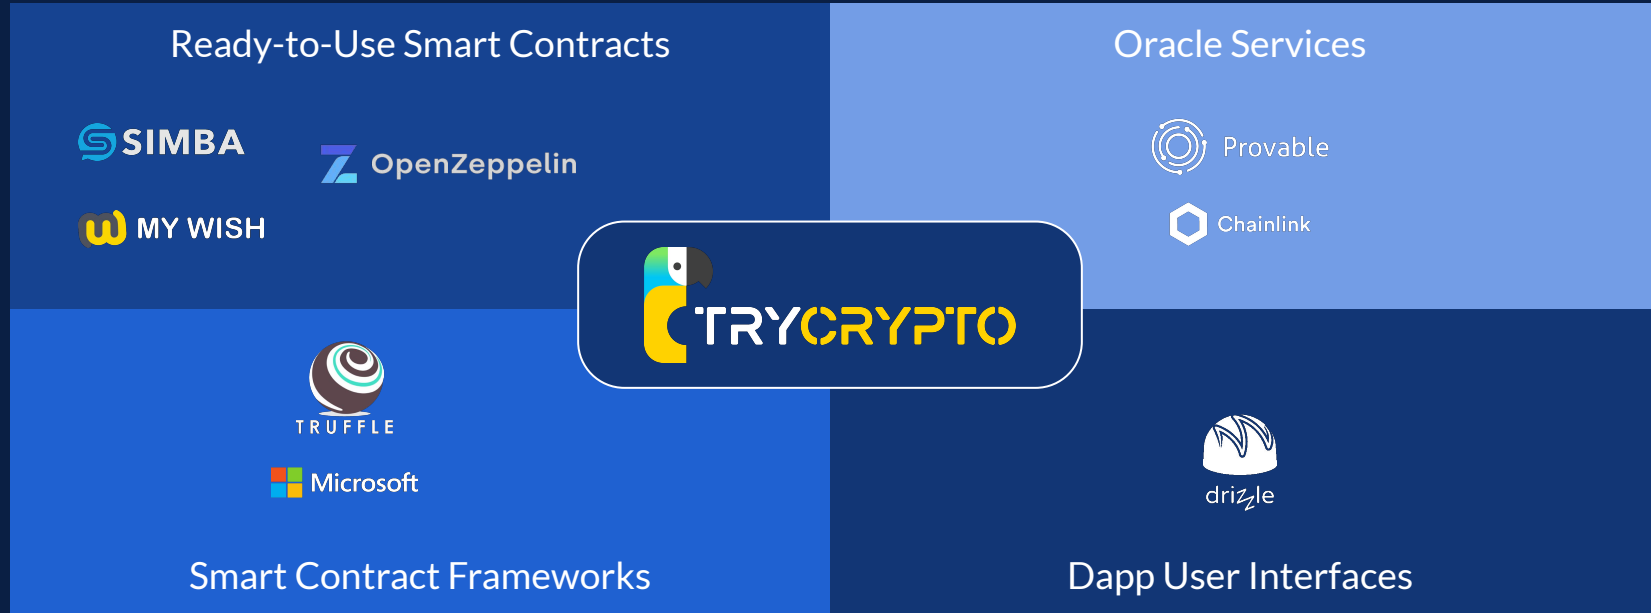 Ready-to-Use Smart Contracts
SIMBA
OpenZeppelin
MY WISH
Oracle Services
Provable
Chainlink
TRYCRYPTO
TRUFFLE
Microsoft
Smart Contract Frameworks
drizzle
Dapp User Interfaces